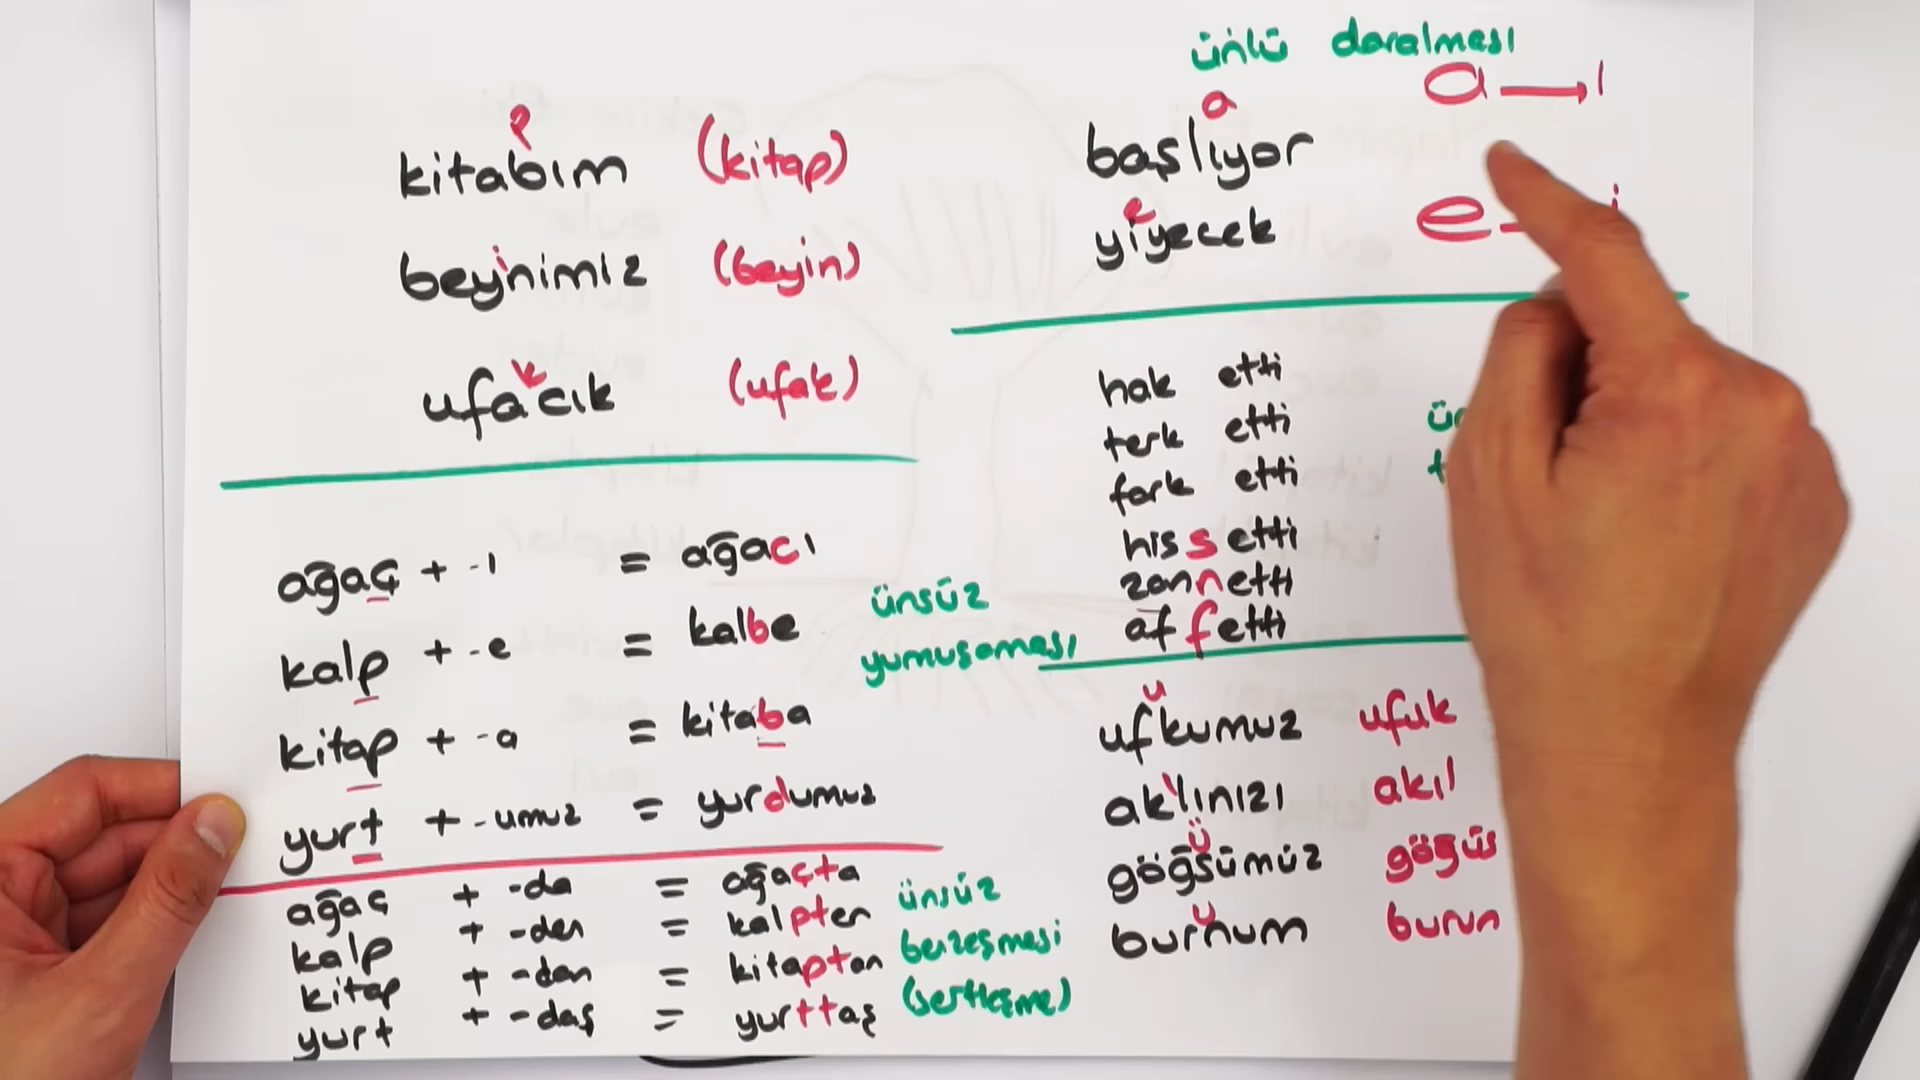 p
kitabım (kitap)
i
beynimiz (beyin)
k
ufacık (ufak)
ağaç + -ı = ağacı
kalp + -e = kalbe
kitap + -a = kitaba
yurt + -umuz = yurdumuz
ünsüz
yumuşaması
ağaç + -da = ağaçta
kalp + -den = kalpten
kitap + -dan = kitaptan
yurt + -daş = yurttaş
ünsüz
benzeşmesi
(sertleşme)
ünlü daralması
a → ı
a
başlıyor
e
yiyecek
e i
hak etti
terk etti
fark etti
hissetti
zannetti
affetti
u
ufkumuz ufuk
ı
aklınızı akıl
ü
göğsümüz göğüs
u
burnum burun